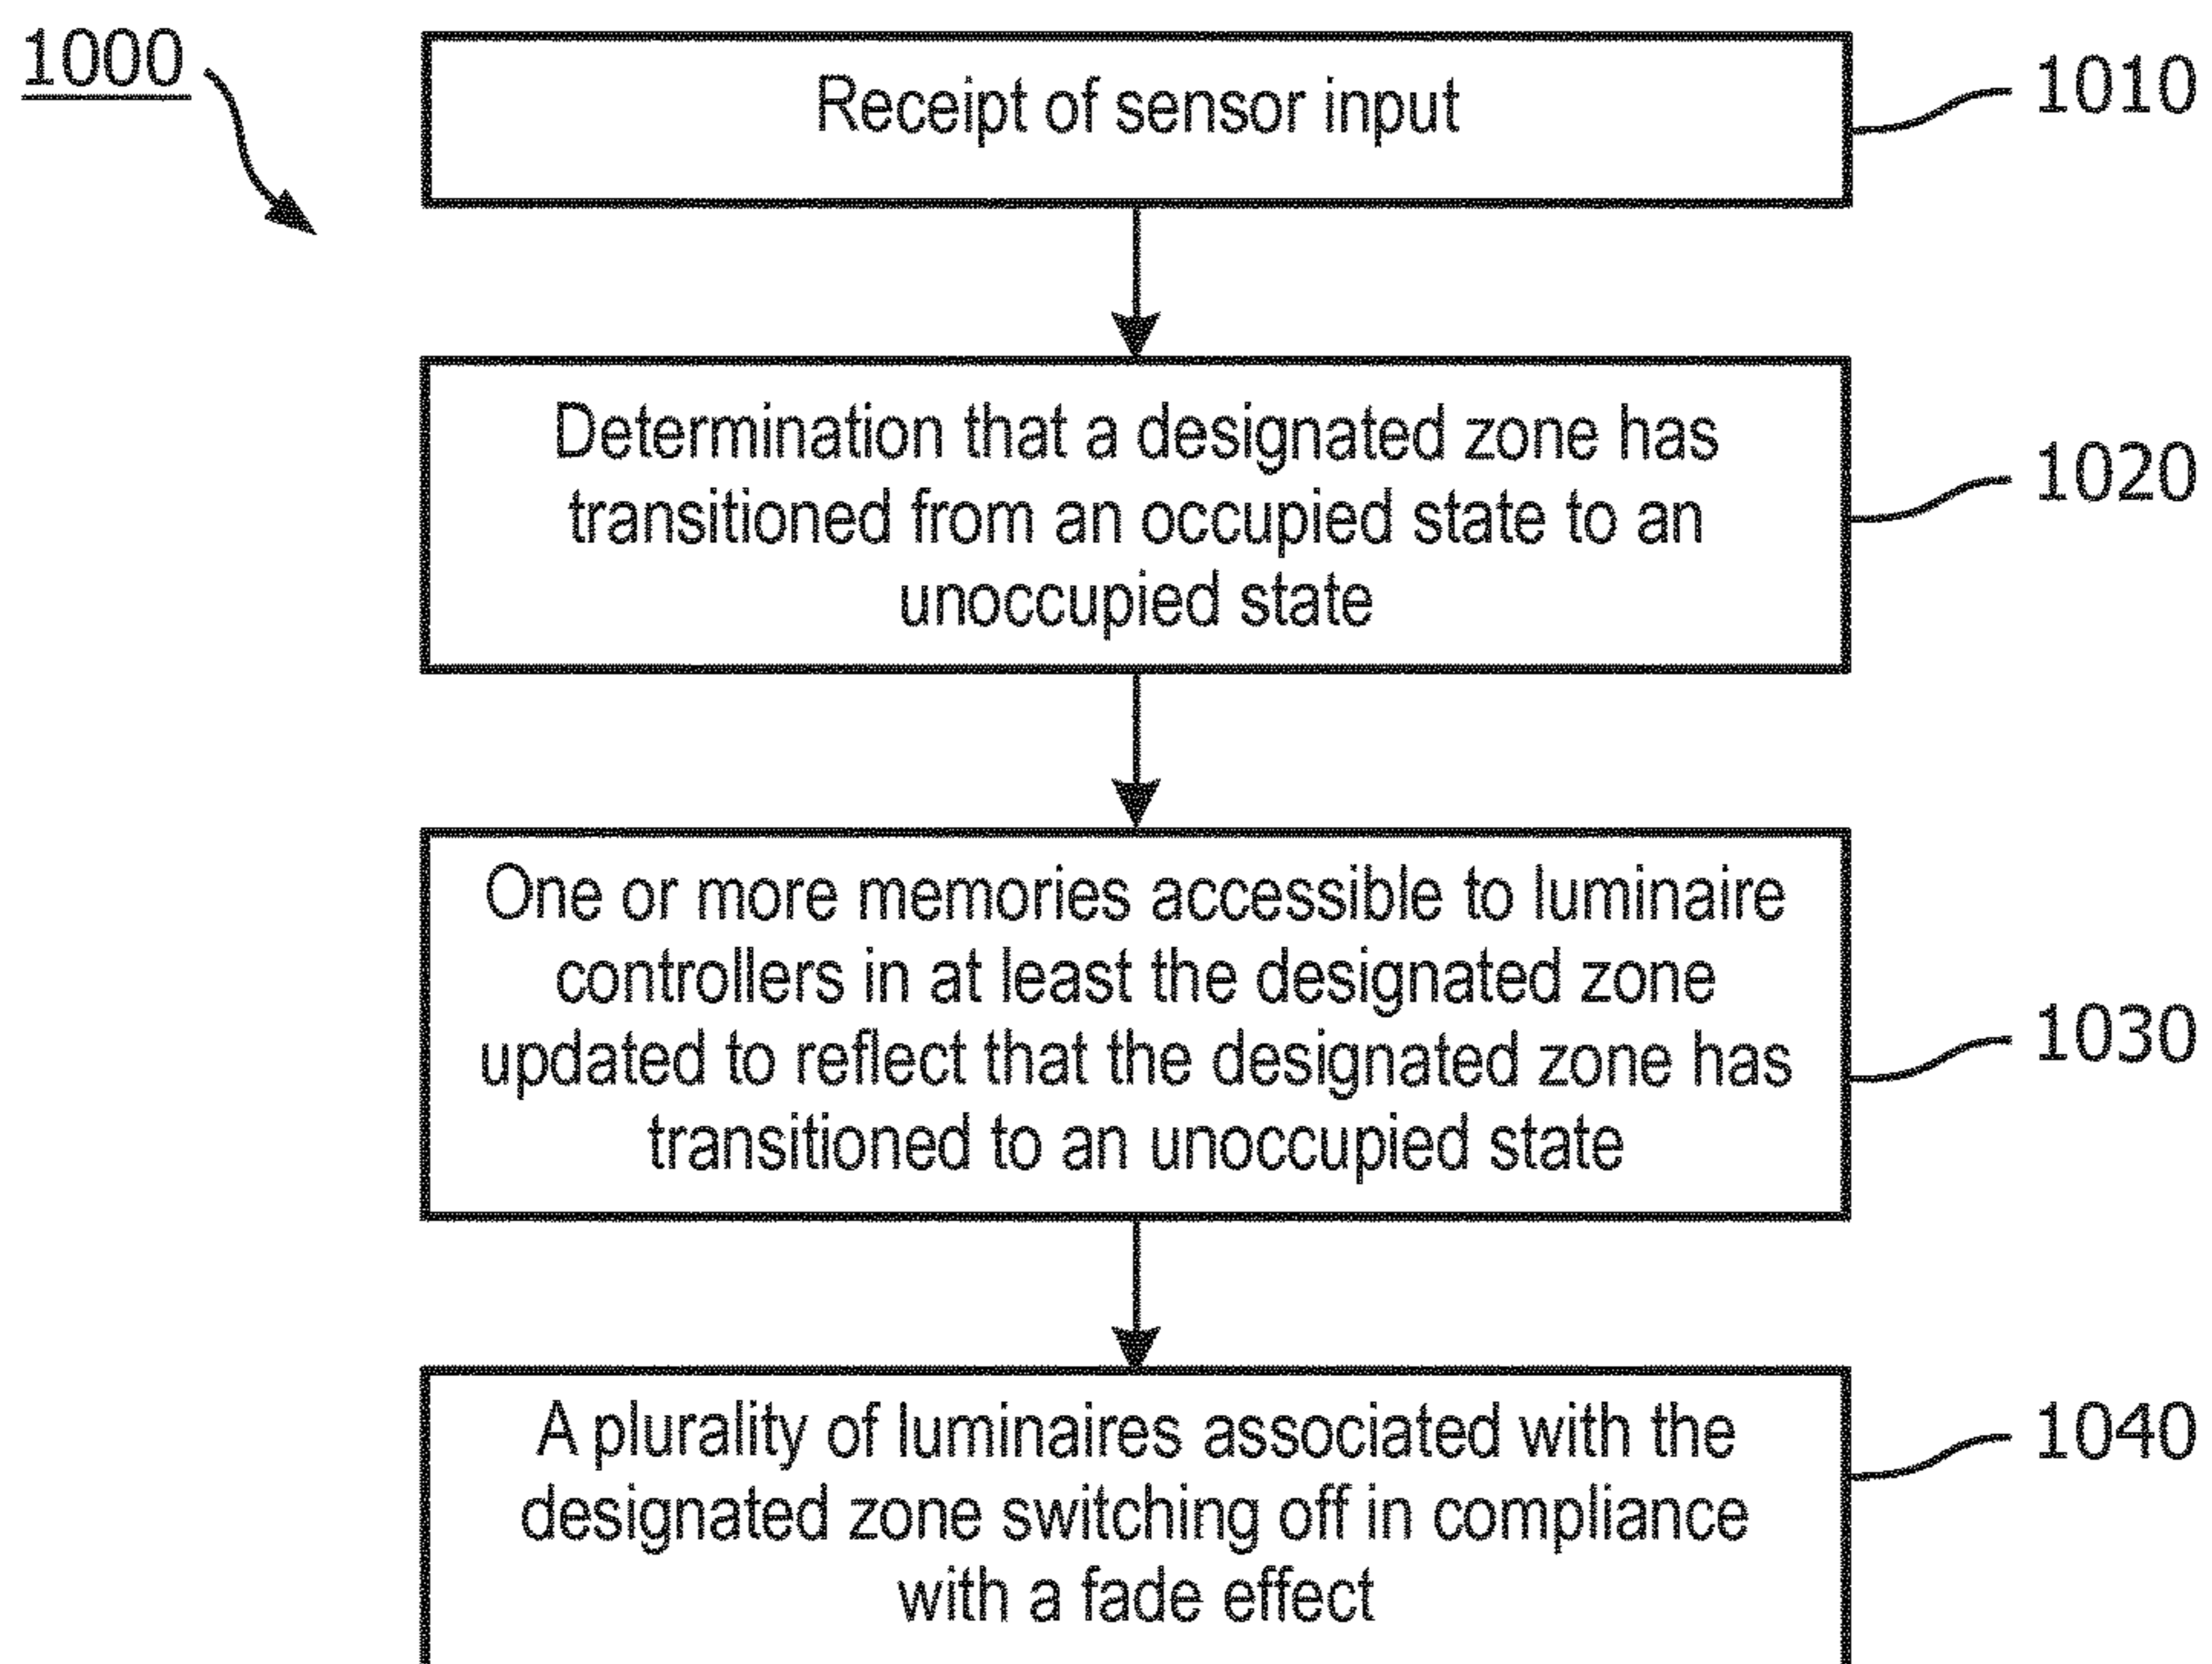 1000
Receipt of sensor input
1010
Determination that a designated zone has
transitioned from an occupied state to an
unoccupied state
1020
One or more memories accessible to luminaire
controllers in at least the designated zone
updated to reflect that the designated zone has
transitioned to an unoccupied state
1030
A plurality of luminaires associated with the
designated zone switching off in compliance
with a fade effect
1040